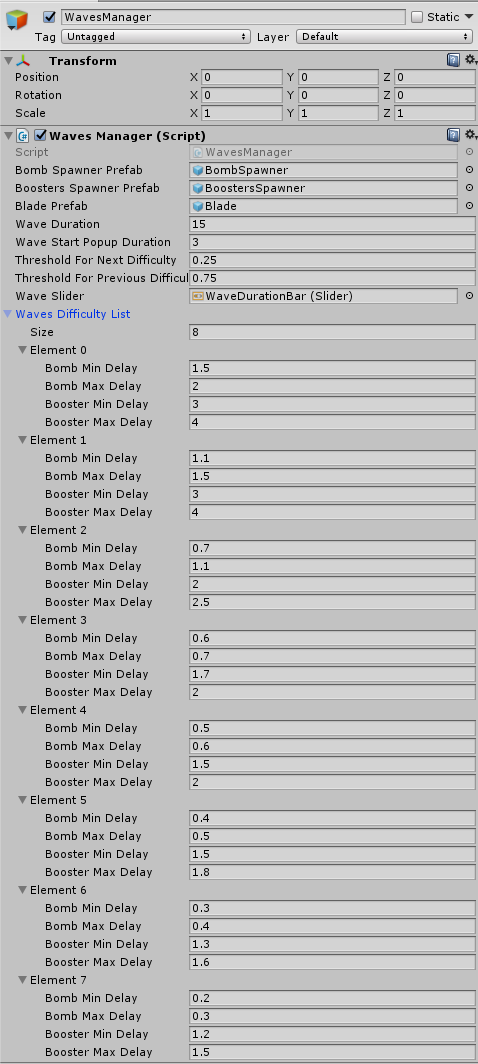 WavesManager Static
Tag Untagged Layer Default
Transform
Position X 0 Y 0 Z 0
Rotation X 0 Y 0 Z 0
Scale X 1 Y 1 Z 1
Waves Manager (Script)
Script WavesManager
Bomb Spawner Prefab BombSpawner
Boosters Spawner Prefab BoostersSpawner
Blade Prefab Blade
Wave Duration 15
Wave Start Popup Duration 3
Threshold For Next Difficulty 0.25
Threshold For Previous Difficul 0.75
Wave Slider WaveDurationBar (Slider)
Waves Difficulty List
Size 8
Element 0
Bomb Min Delay 1.5
Bomb Max Delay 2
Booster Min Delay 3
Booster Max Delay 4
Element 1
Bomb Min Delay 1.1
Bomb Max Delay 1.5
Booster Min Delay 3
Booster Max Delay 4
Element 2
Bomb Min Delay 0.7
Bomb Max Delay 1.1
Booster Min Delay 2
Booster Max Delay 2.5
Element 3
Bomb Min Delay 0.6
Bomb Max Delay 0.7
Booster Min Delay 1.7
Booster Max Delay 2
Element 4
Bomb Min Delay 0.5
Bomb Max Delay 0.6
Booster Min Delay 1.5
Booster Max Delay 2
Element 5
Bomb Min Delay 0.4
Bomb Max Delay 0.5
Booster Min Delay 1.5
Booster Max Delay 1.8
Element 6
Bomb Min Delay 0.3
Bomb Max Delay 0.4
Booster Min Delay 1.3
Booster Max Delay 1.6
Element 7
Bomb Min Delay 0.2
Bomb Max Delay 0.3
Booster Min Delay 1.2
Booster Max Delay 1.5